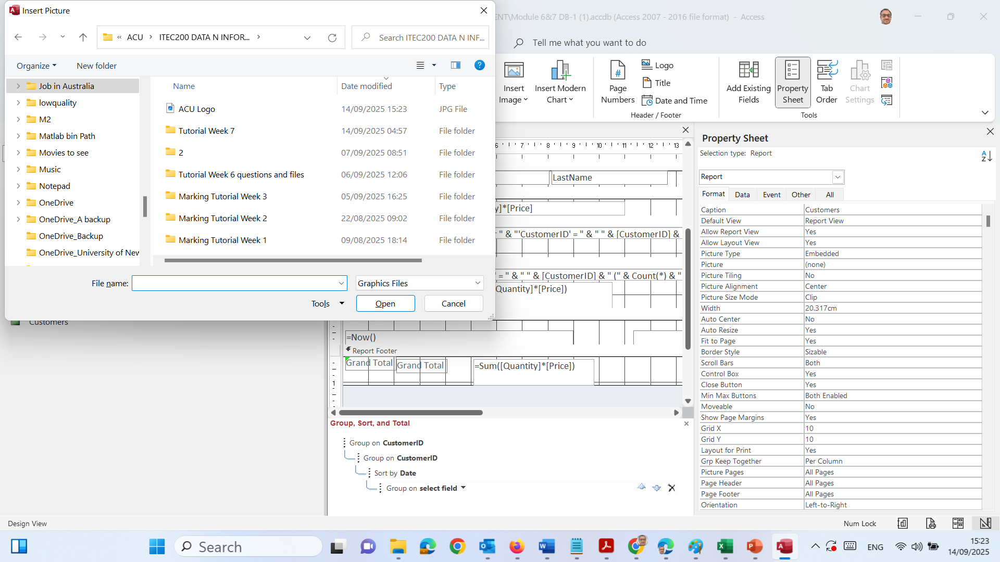 Insert Picture
ENT\Module 6&7 DB-1 (1).accdb (Access 2007 - 2016 file format) - Access
« ACU > ITEC200 DATA N INFOR... >
Search ITEC200 DATA N INF...
Tell me what you want to do
Organize
New folder
Insert Image
Insert Modern Chart
Page Numbers
Logo
Title
Date and Time
Header / Footer
Add Existing Fields
Property Sheet
Tab Order
Chart Settings
Tools
Job in Australia
lowquality
M2
Matlab bin Path
Movies to see
Music
Notepad
OneDrive
OneDrive_A backup
OneDrive_Backup
OneDrive_University of New
Name Date modified Type
ACU Logo 14/09/2025 15:23 JPG File
Tutorial Week 7 14/09/2025 04:57 File folder
2 07/09/2025 08:51 File folder
Tutorial Week 6 questions and files 06/09/2025 12:06 File folder
Marking Tutorial Week 3 05/09/2025 16:25 File folder
Marking Tutorial Week 2 22/08/2025 09:02 File folder
Marking Tutorial Week 1 09/08/2025 18:14 File folder
File name:
Graphics Files
Tools
Open
Cancel
Customers
6 7 8 9 10 11 12 13
LastName
y]*[Price]
" & "'CustomerID' = " & " " & [CustomerID] &
' = " & " " & [CustomerID] & " (" & Count(*) & "
Quantity]*[Price])
=Now()
Report Footer
Grand Total
Grand Total
=Sum([Quantity]*[Price])
1
Group, Sort, and Total
Group on CustomerID
Group on CustomerID
Sort by Date
Group on select field
Property Sheet
Selection type: Report
Report
Format Data Event Other All
Caption Customers
Default View Report View
Allow Report View Yes
Allow Layout View Yes
Picture Type Embedded
Picture (none)
Picture Tiling No
Picture Alignment Center
Picture Size Mode Clip
Width 20.317cm
Auto Center No
Auto Resize Yes
Fit to Page Yes
Border Style Sizable
Scroll Bars Both
Control Box Yes
Close Button Yes
Min Max Buttons Both Enabled
Moveable No
Show Page Margins Yes
Grid X 10
Grid Y 10
Layout for Print Yes
Grp Keep Together Per Column
Picture Pages All Pages
Page Header All Pages
Page Footer All Pages
Orientation Left-to-Right
Design View
Num Lock
Search
ENG
15:23
14/09/2025